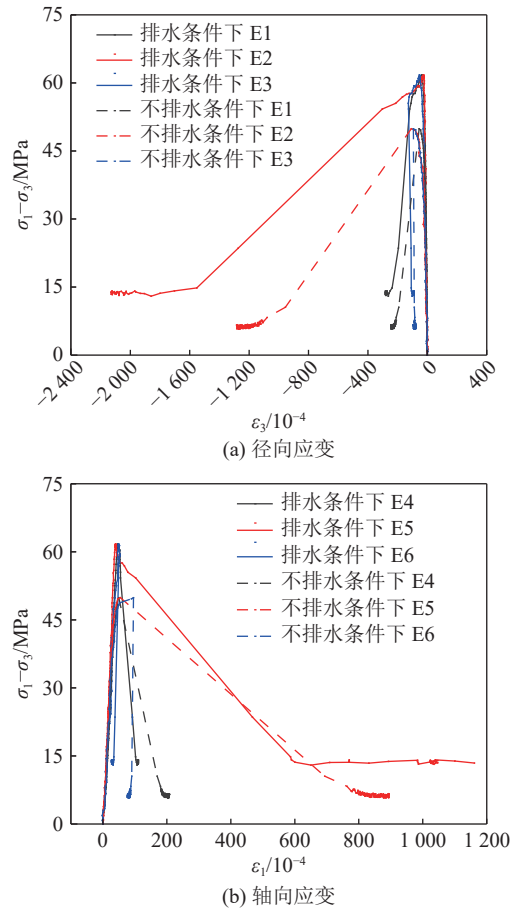 75
60
45
30
15
0
σ₁−σ₃/MPa
排水条件下 E1
排水条件下 E2
排水条件下 E3
不排水条件下 E1
不排水条件下 E2
不排水条件下 E3
−2 400
−2 000
−1 600
−1 200
−800
−400
0
400
ε₃/10⁻⁴
(a) 径向应变
75
60
45
30
15
0
σ₁−σ₃/MPa
排水条件下 E4
排水条件下 E5
排水条件下 E6
不排水条件下 E4
不排水条件下 E5
不排水条件下 E6
0 200 400 600 800 1 000 1 200
ε₁/10⁻⁴
(b) 轴向应变